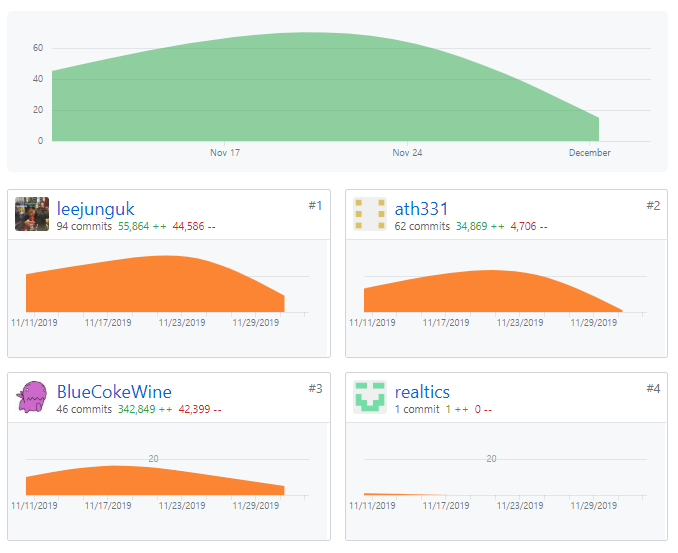 60
40
20
0
Nov 17 Nov 24 December
leejunguk #1
94 commits 55,864 ++ 44,586 --
11/11/2019 11/17/2019 11/23/2019 11/29/2019
ath331 #2
62 commits 34,869 ++ 4,706 --
11/11/2019 11/17/2019 11/23/2019 11/29/2019
BlueCokeWine #3
46 commits 342,849 ++ 42,399 --
20
11/11/2019 11/17/2019 11/23/2019 11/29/2019
realtics #4
1 commit 1 ++ 0 --
20
11/11/2019 11/17/2019 11/23/2019 11/29/2019